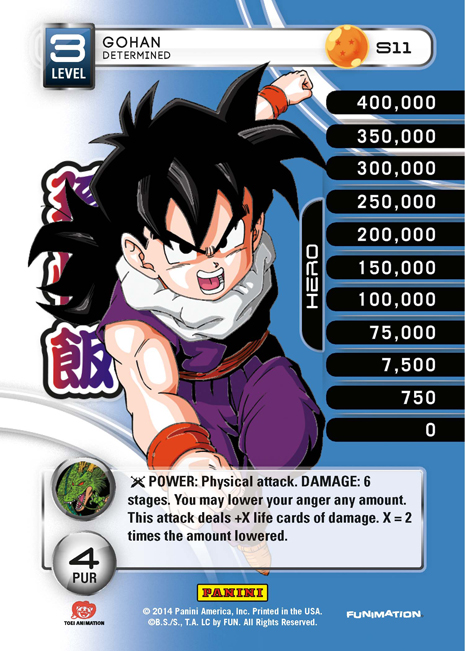 3
LEVEL
GOHAN
DETERMINED
S11
400,000
350,000
300,000
250,000
200,000
150,000
100,000
75,000
7,500
750
0
HERO
飯
POWER: Physical attack. DAMAGE: 6
stages. You may lower your anger any amount.
This attack deals +X life cards of damage. X = 2
times the amount lowered.
4
PUR
PANINI
TOEI ANIMATION
© 2014 Panini America, Inc. Printed in the USA.
©B.S./S., T.A. LC by FUN. All Rights Reserved.
FUNIMATION